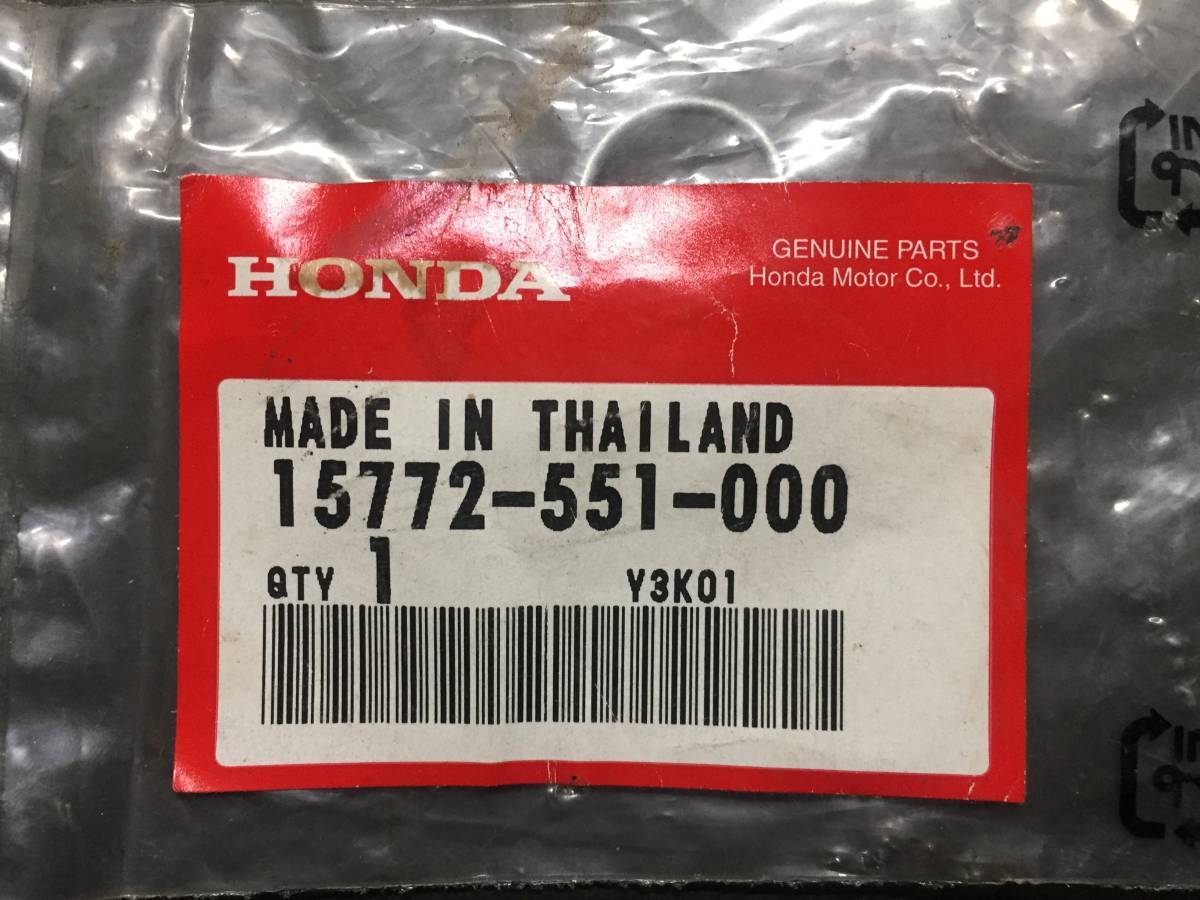 HONDA
GENUINE PARTS
Honda Motor Co., Ltd.
MADE IN THAILAND
15772-551-000
QTY 1 Y3K01